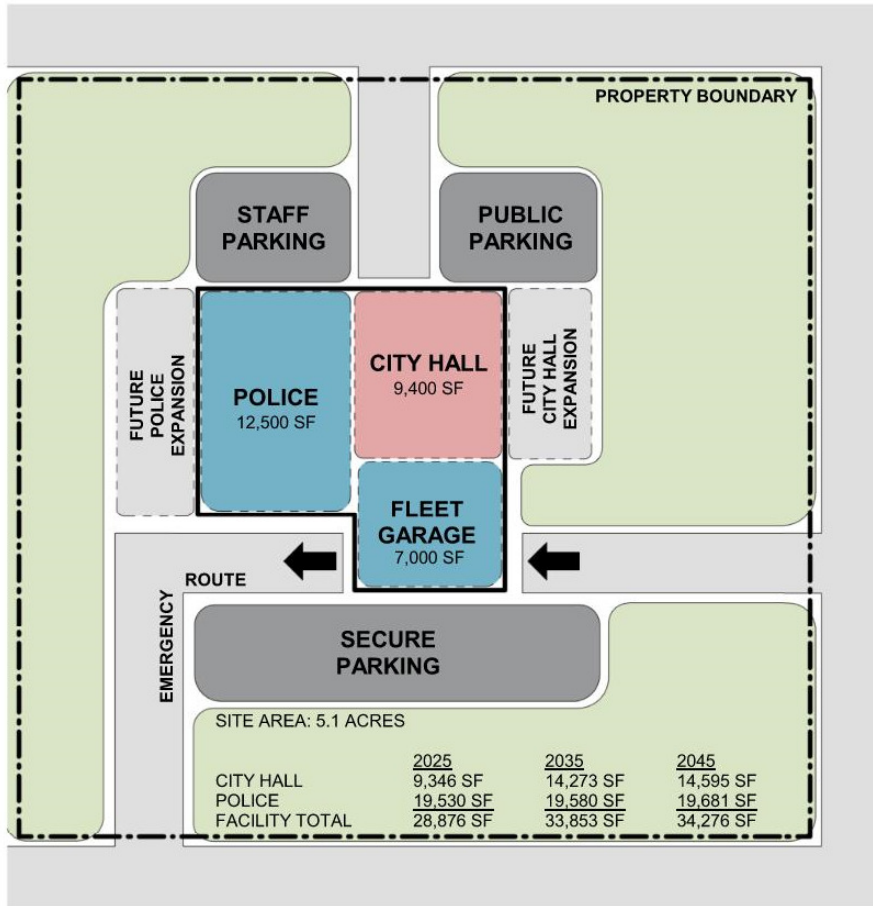 PROPERTY BOUNDARY
STAFF
PARKING
PUBLIC
PARKING
FUTURE
POLICE
EXPANSION
POLICE
12,500 SF
CITY HALL
9,400 SF
FUTURE
CITY HALL
EXPANSION
FLEET
GARAGE
7,000 SF
ROUTE
EMERGENCY
SECURE
PARKING
SITE AREA: 5.1 ACRES
2025 2035 2045
CITY HALL 9,346 SF 14,273 SF 14,595 SF
POLICE 19,530 SF 19,580 SF 19,681 SF
FACILITY TOTAL 28,876 SF 33,853 SF 34,276 SF